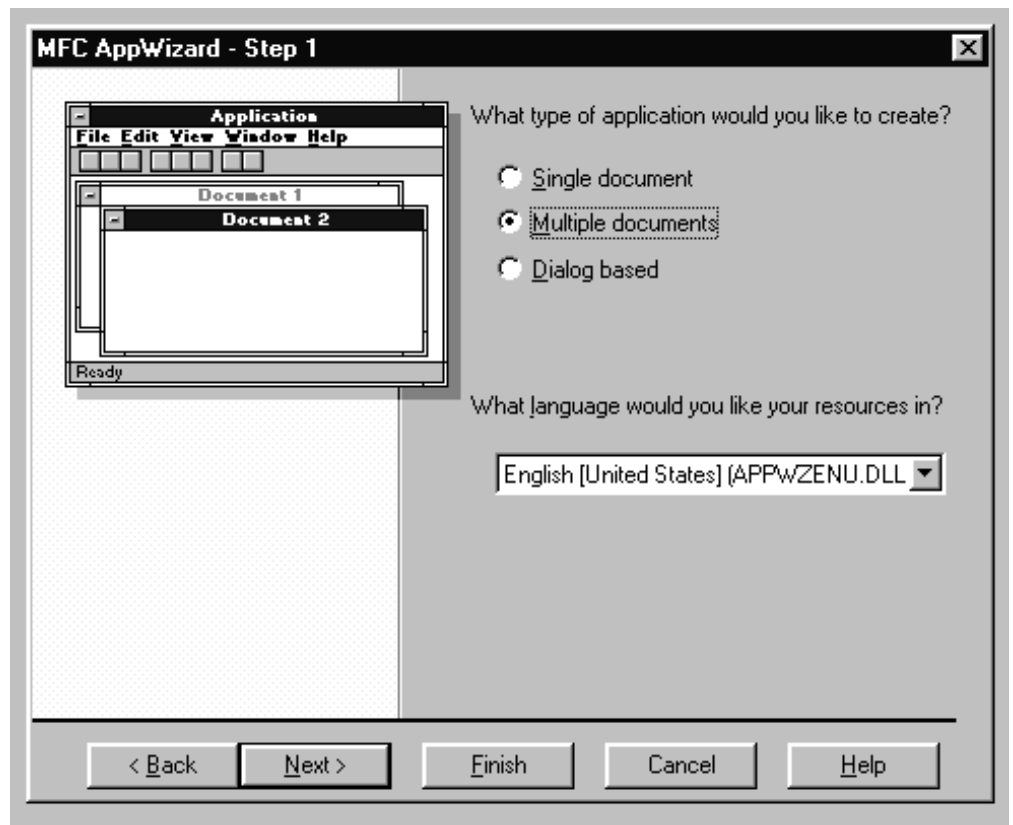 MFC AppWizard - Step 1
Application
File Edit View Window Help
Document 1
Document 2
Ready
What type of application would you like to create?
Single document
Multiple documents
Dialog based
What language would you like your resources in?
English [United States] (APPWZENU.DLL
< Back
Next >
Finish
Cancel
Help